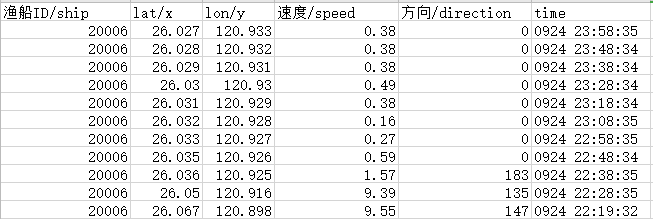 渔船ID/ship lat/x lon/y 速度/speed 方向/direction time
20006 26.027 120.933 0.38 0 0924 23:58:35
20006 26.028 120.932 0.38 0 0924 23:48:34
20006 26.029 120.931 0.38 0 0924 23:38:34
20006 26.03 120.93 0.49 0 0924 23:28:34
20006 26.031 120.929 0.38 0 0924 23:18:34
20006 26.032 120.928 0.16 0 0924 23:08:35
20006 26.033 120.927 0.27 0 0924 22:58:35
20006 26.035 120.926 0.59 0 0924 22:48:34
20006 26.036 120.925 1.57 183 0924 22:38:35
20006 26.05 120.916 9.39 135 0924 22:28:35
20006 26.067 120.898 9.55 147 0924 22:19:32